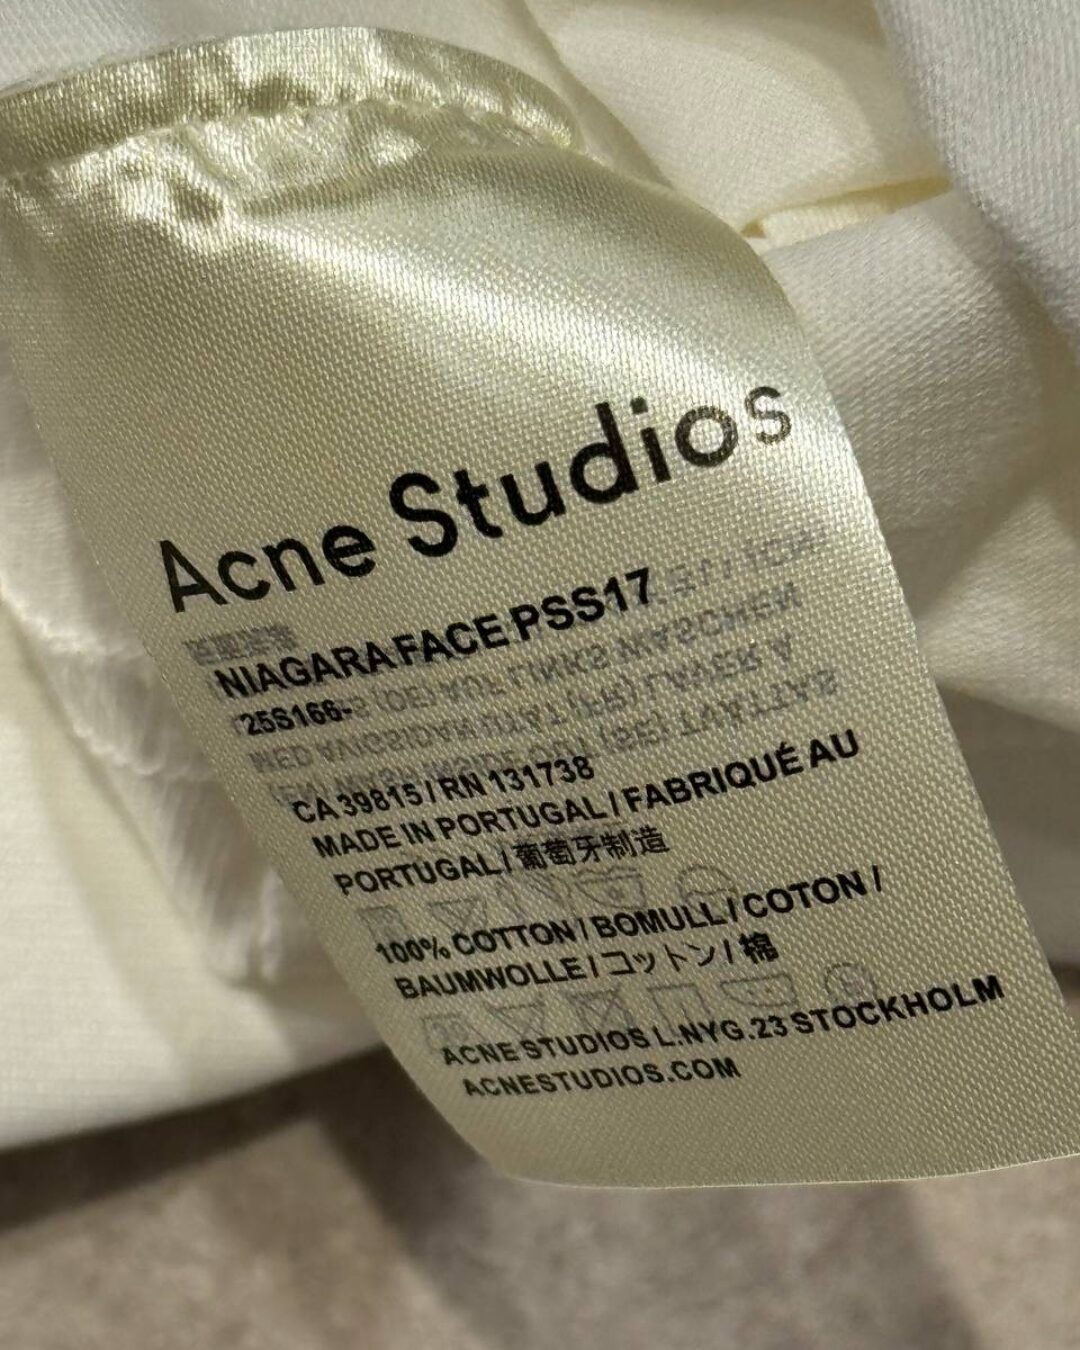 Acne Studios
NIAGARA FACE PSS17
25S166-
CA 39815 / RN 131738
MADE IN PORTUGAL / FABRIQUÉ AU
PORTUGAL / 葡萄牙制造
100% COTTON / BOMULL / COTON /
BAUMWOLLE / コットン / 棉
ACNE STUDIOS L.NYG.23 STOCKHOLM
ACNESTUDIOS.COM